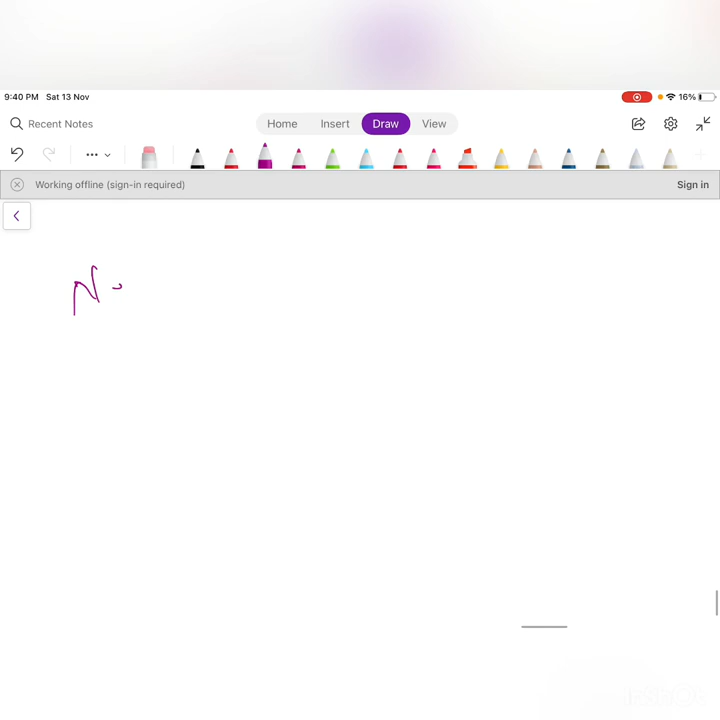 9:40 PM Sat 13 Nov 16%
Recent Notes Home Insert Draw View
Working offline (sign-in required) Sign in
N